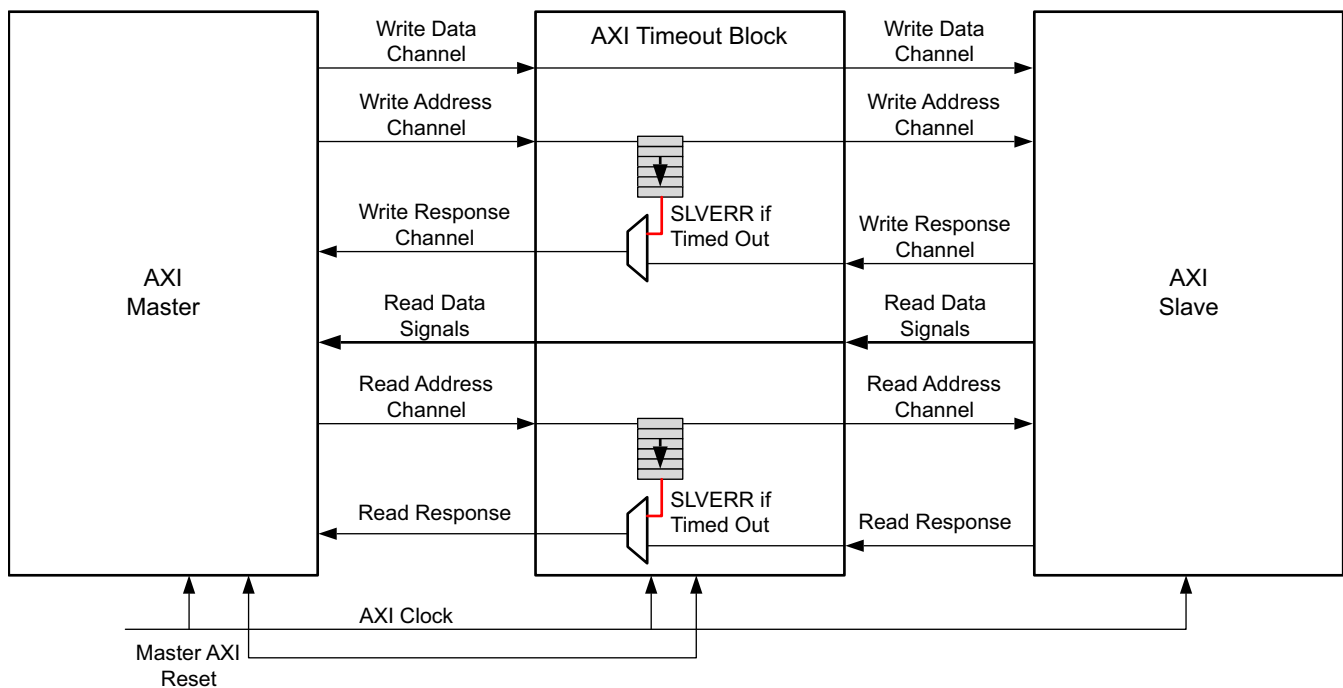 Write Data
Channel
AXI Timeout Block
Write Data
Channel
Write Address
Channel
Write Address
Channel
SLVERR if
Timed Out
Write Response
Channel
Write Response
Channel
AXI
Master
AXI
Slave
Read Data
Signals
Read Data
Signals
Read Address
Channel
Read Address
Channel
SLVERR if
Timed Out
Read Response
Read Response
AXI Clock
Master AXI
Reset